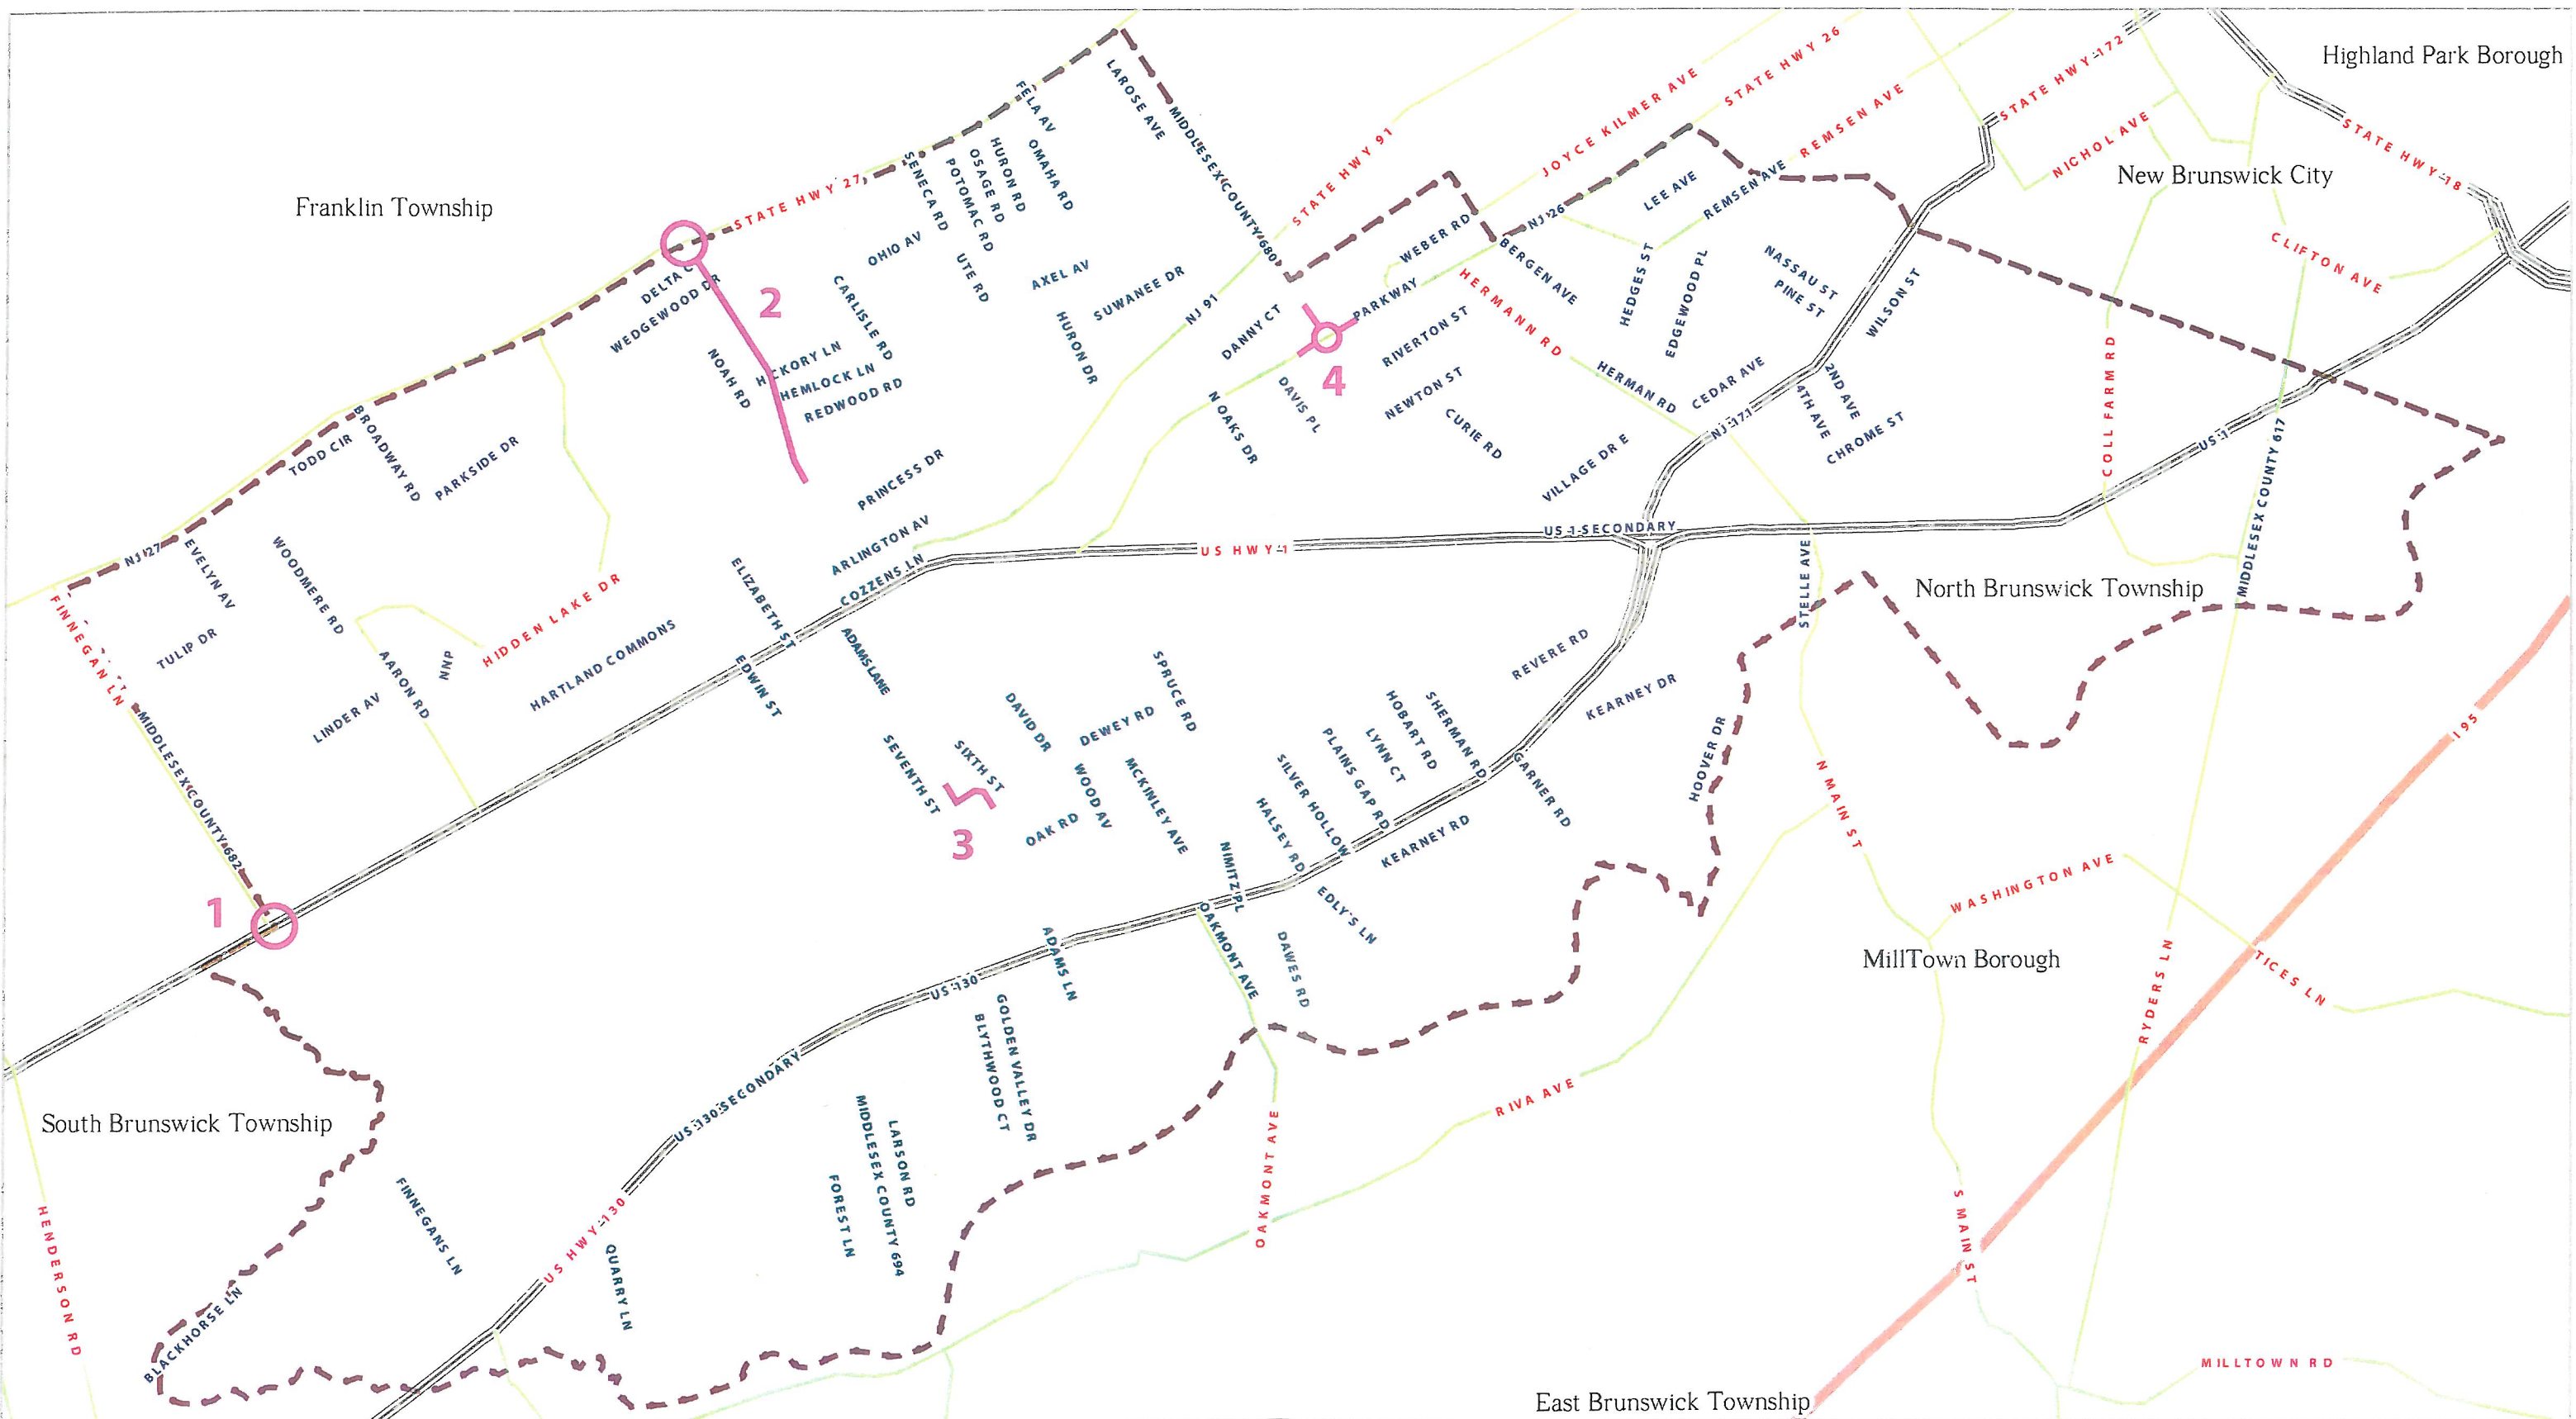 Highland Park Borough
STATE HWY 26
STATE HWY-172
LAROSE AVE
FELA AV
JOYCE KILMER AVE
REMSEN AVE
NICHOL AVE
STATE HWY-18
New Brunswick City
MIDDLESEX COUNTY 680
STATE HWY 91
HURON RD
OMAHA RD
OSAGE RD
POTOMAC RD
SENECA RD
STATE HWY 27
Franklin Township
LEE AVE
REMSEN AVE
NJ 26
WEBER RD
BERGEN AVE
OHIO AV
UTE RD
AXEL AV
SUWANEE DR
HEDGES ST
EDGEWOOD PL
NASSAU ST
PINE ST
WILSON ST
CLIFTON AVE
WEDGEWOOD DR
2
CARLISLE RD
HURON DR
NJ 91
DANNY CT
PARKWAY
HERMANN RD
RIVERTON ST
NOAH RD
HICKORY LN
HEMLOCK LN
REDWOOD RD
4
DAVIS PL
N OAKS DR
NEWTON ST
CURIE RD
HERMAN RD
CEDAR AVE
2ND AVE
4TH AVE
CHROME ST
NJ 171
COLL FARM RD
US 1
MIDDLESEX COUNTY 617
BROADWAY RD
TODD CIR
PARKSIDE DR
PRINCESS DR
VILLAGE DR E
ARLINGTON AV
COZZENS LN
US HWY-1
US-1-SECONDARY
NJ 27
EVELYN AV
WOODMERE RD
ELIZABETH ST
STELLE AVE
North Brunswick Township
FINNEGAN LN
TULIP DR
HIDDEN LAKE DR
NNP
AARON RD
LINDER AV
HARTLAND COMMONS
EDWIN ST
ADAMS LANE
MIDDLESEX COUNTY 682
SEVENTH ST
SIXTH ST
3
DAVID DR
DEWEY RD
SPRUCE RD
WOOD AV
MCKINLEY AVE
OAK RD
REVERE RD
KEARNEY DR
HOBART RD
SHERMAN RD
LYNN CT
PLAINS GAP RD
SILVER HOLLOW
HALSEY RD
NIMITZ PL
KEARNEY RD
GARNER RD
HOOVER DR
N MAIN ST
I 95
1
WASHINGTON AVE
MillTown Borough
RYDERS LN
TICES LN
EDLY'S LN
DAWES RD
OAKMONT AVE
ADAMS LN
US-130
GOLDEN VALLEY DR
BLYTHWOOD CT
US-130-SECONDARY
South Brunswick Township
MIDDLESEX COUNTY 694
LARSON RD
FOREST LN
RIVA AVE
OAKMONT AVE
FINNEGANS LN
US HWY-130
QUARRY LN
HENDERSON RD
BLACKHORSE LN
S MAIN ST
MILLTOWN RD
East Brunswick Township